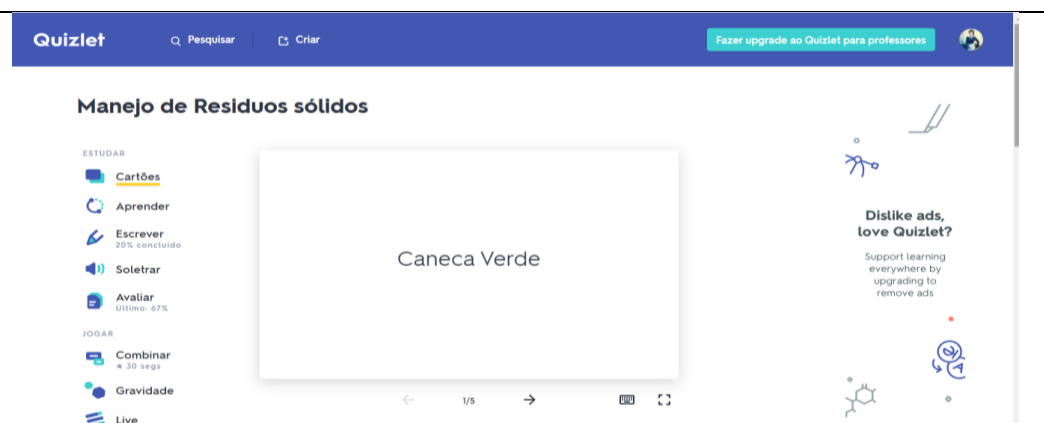 Quizlet
Pesquisar
Criar
Fazer upgrade ao Quizlet para professores
Manejo de Residuos sólidos
ESTUDAR
Cartões
Aprender
Escrever
20% concluído
Soletrar
Avaliar
Último: 67%
JOGAR
Combinar
★ 30 segs
Gravidade
Live
Caneca Verde
1/5
Dislike ads,
love Quizlet?
Support learning
everywhere by
upgrading to
remove ads